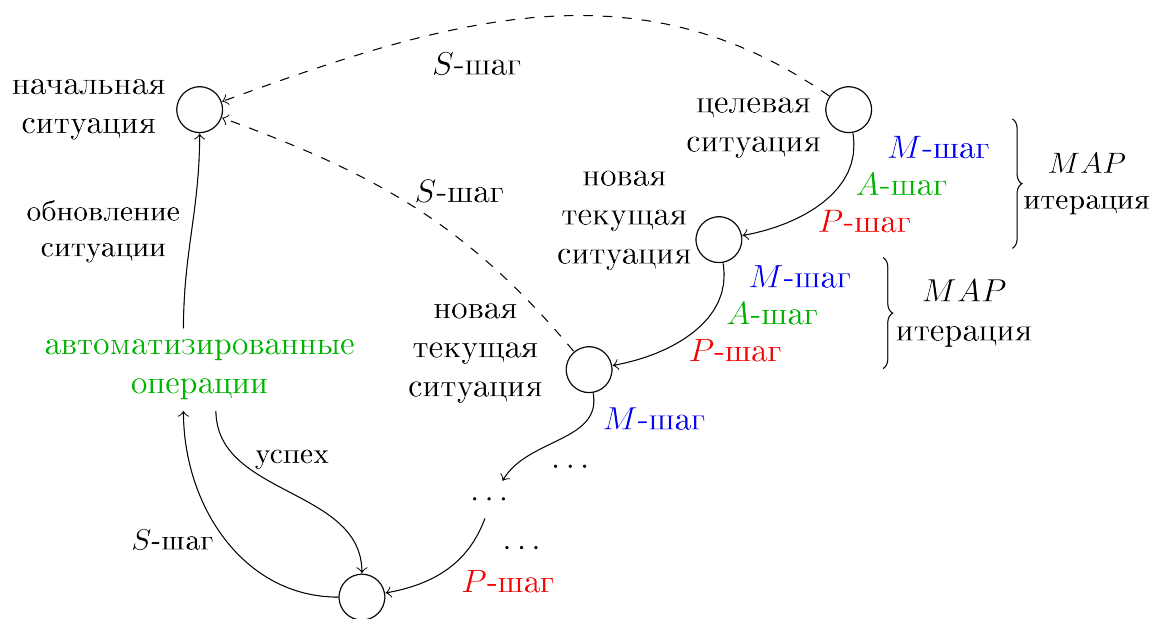 S-шаг
начальная
ситуация
целевая
ситуация
M-шаг
A-шаг
P-шаг
MAP
итерация
S-шаг
новая
текущая
ситуация
обновление
ситуации
M-шаг
A-шаг
P-шаг
MAP
итерация
новая
текущая
ситуация
автоматизированные
операции
M-шаг
...
успех
...
S-шаг
...
P-шаг